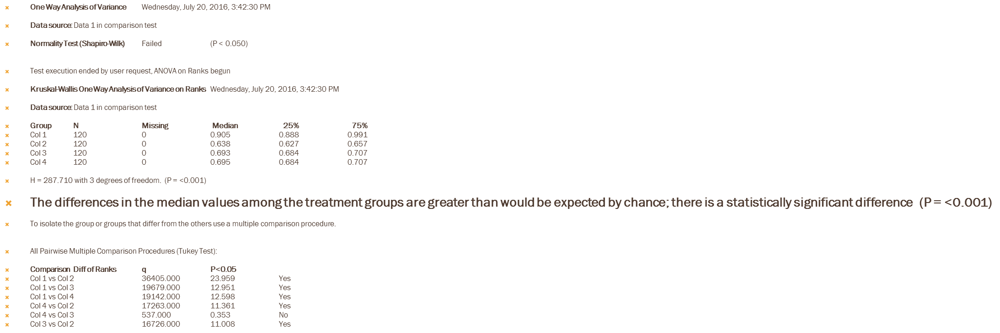 One Way Analysis of Variance Wednesday, July 20, 2016, 3:42:30 PM
Data source: Data 1 in comparison test
Normality Test (Shapiro-Wilk) Failed (P < 0.050)
Test execution ended by user request, ANOVA on Ranks begun
Kruskal-Wallis One Way Analysis of Variance on Ranks Wednesday, July 20, 2016, 3:42:30 PM
Data source: Data 1 in comparison test
Group N Missing Median 25% 75%
Col 1 120 0 0.905 0.888 0.991
Col 2 120 0 0.638 0.627 0.657
Col 3 120 0 0.693 0.684 0.707
Col 4 120 0 0.695 0.684 0.707
H = 287.710 with 3 degrees of freedom. (P = <0.001)
The differences in the median values among the treatment groups are greater than would be expected by chance; there is a statistically significant difference (P = <0.001)
To isolate the group or groups that differ from the others use a multiple comparison procedure.
All Pairwise Multiple Comparison Procedures (Tukey Test):
Comparison Diff of Ranks q P<0.05
Col 1 vs Col 2 36405.000 23.959 Yes
Col 1 vs Col 3 19679.000 12.951 Yes
Col 1 vs Col 4 19142.000 12.598 Yes
Col 4 vs Col 2 17263.000 11.361 Yes
Col 4 vs Col 3 537.000 0.353 No
Col 3 vs Col 2 16726.000 11.008 Yes